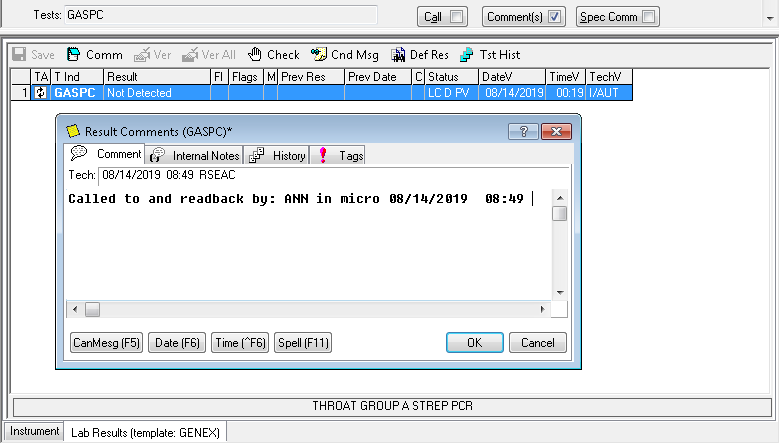 Tests: GASPC
Call
Comment(s)
Spec Comm
Save Comm Ver Ver All Check Cnd Msg Def Res Tst Hist
TA T Ind Result Fl Flags M Prev Res Prev Date C Status DateV TimeV TechV
1 GASPC Not Detected LC D PV 08/14/2019 00:19 I/AUT
Result Comments (GASPC)*
Comment Internal Notes History Tags
Tech: 08/14/2019 08:49 RSEAC
Called to and readback by: ANN in micro 08/14/2019 08:49
CanMesg (F5) Date (F6) Time (^F6) Spell (F11) OK Cancel
THROAT GROUP A STREP PCR
Instrument Lab Results (template: GENEX)